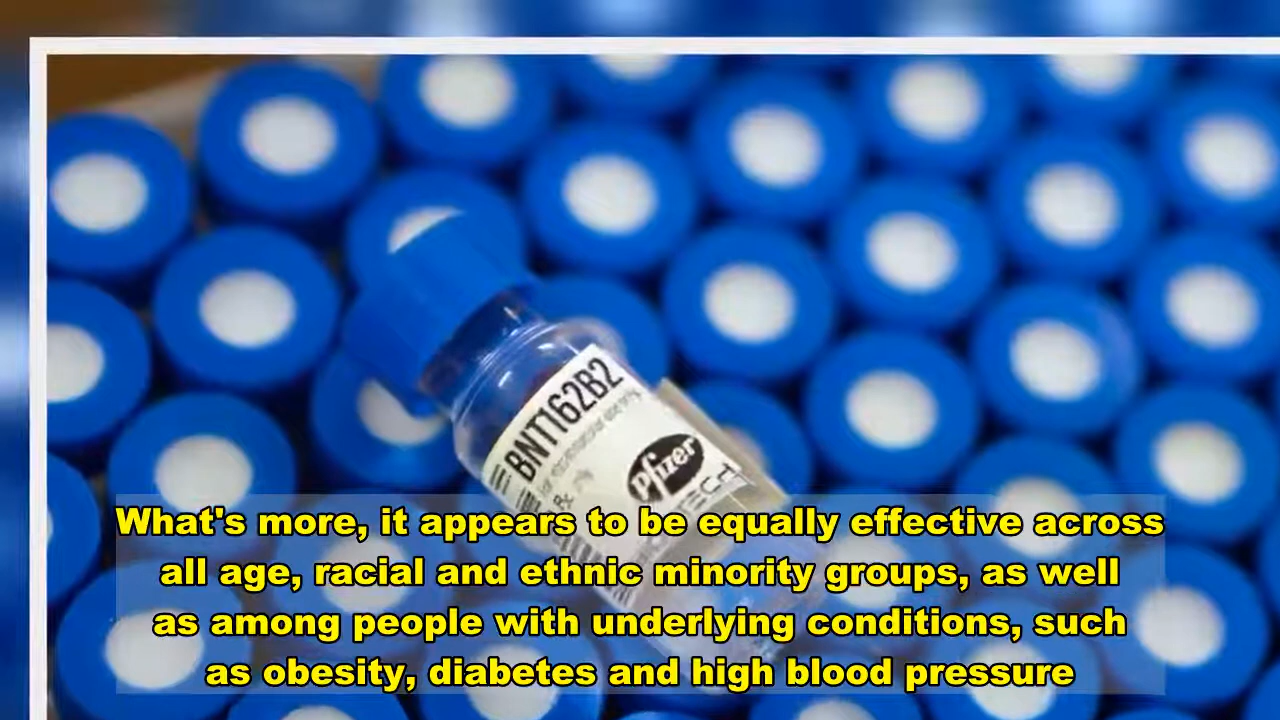 BNT162B2
Pfizer
What's more, it appears to be equally effective across
all age, racial and ethnic minority groups, as well
as among people with underlying conditions, such
as obesity, diabetes and high blood pressure